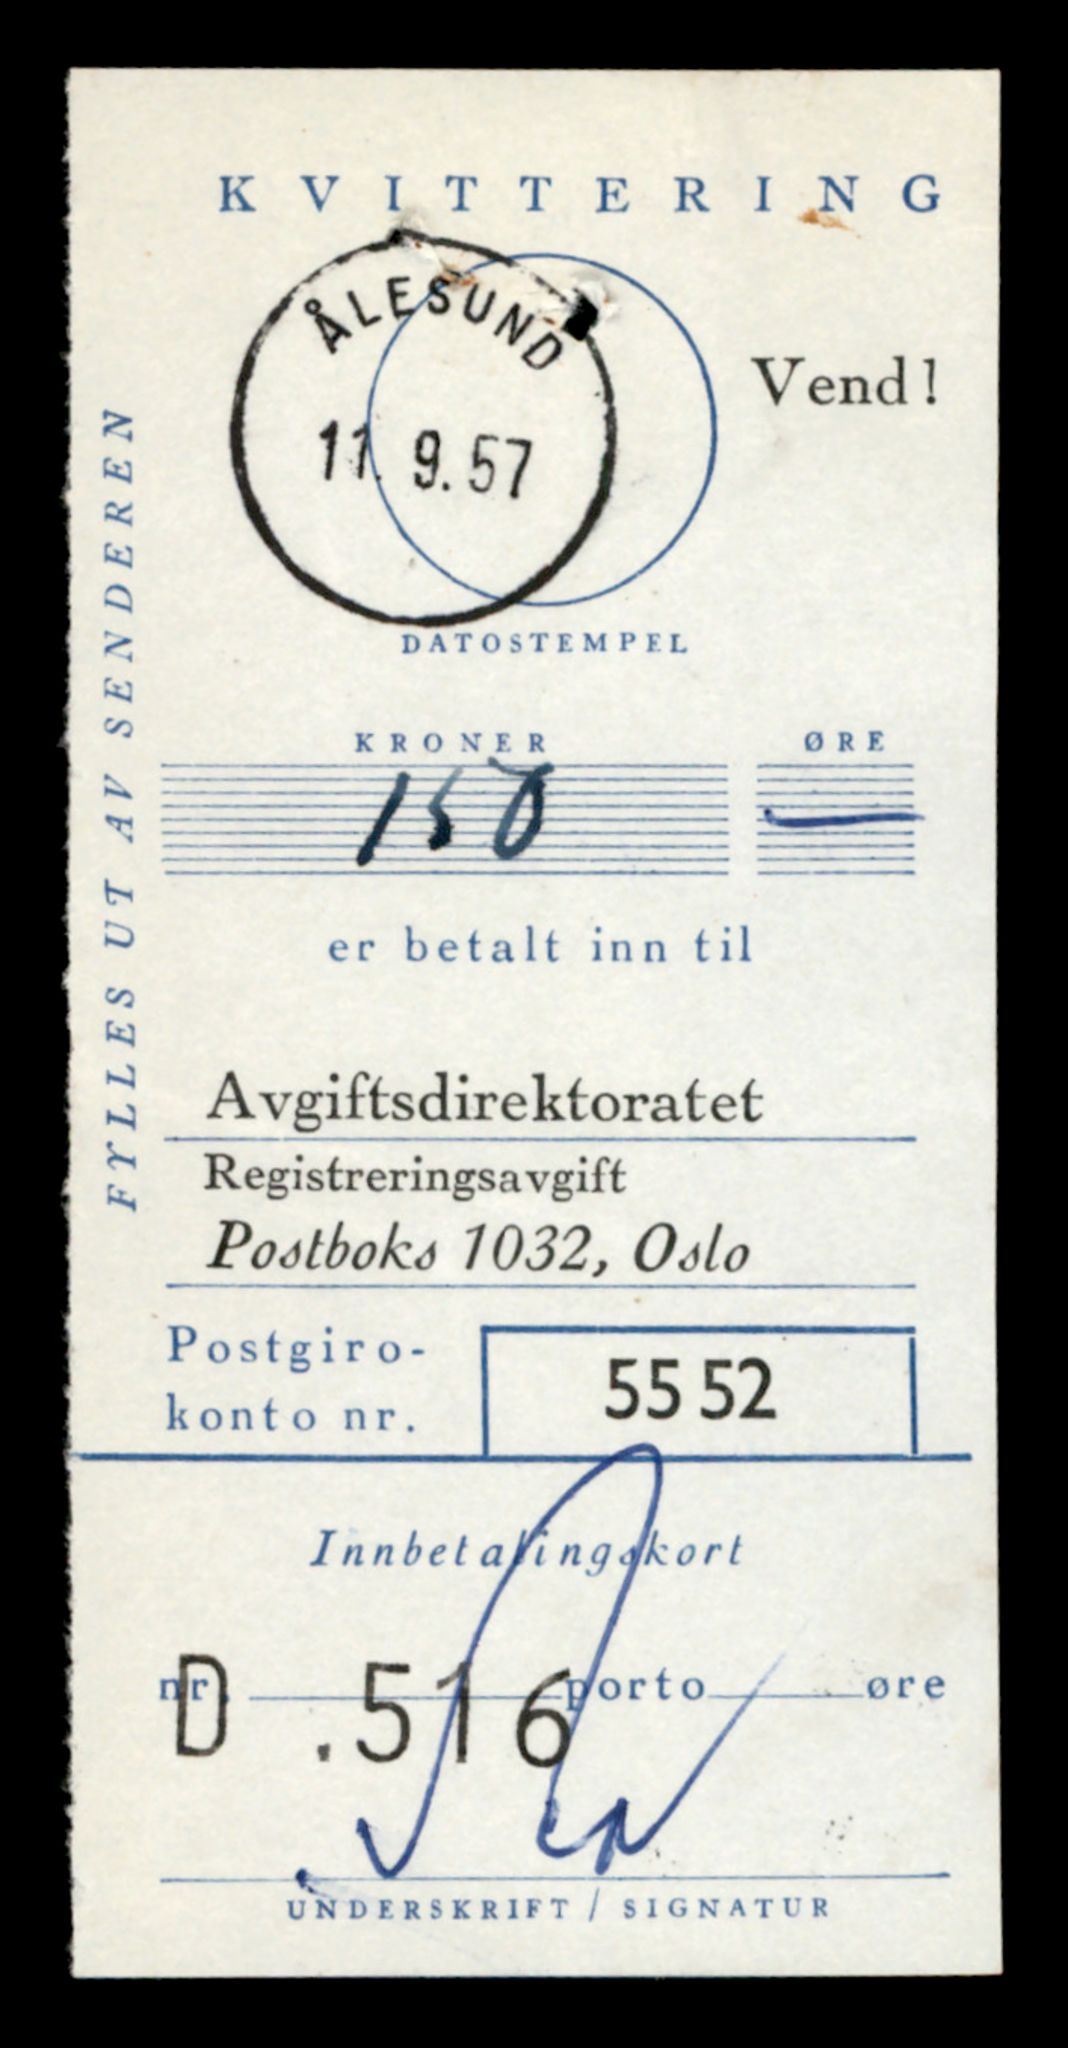 KVITTERING
ÅLESUND
11. 9. 57
Vend!
DATOSTEMPEL
FYLLES UT AV SENDEREN
KRONER ØRE
150 —
er betalt inn til
Avgiftsdirektoratet
Registreringsavgift
Postboks 1032, Oslo
Postgiro-
konto nr.
5552
Innbetalingskort
nr. D .516 porto øre
UNDERSKRIFT / SIGNATUR